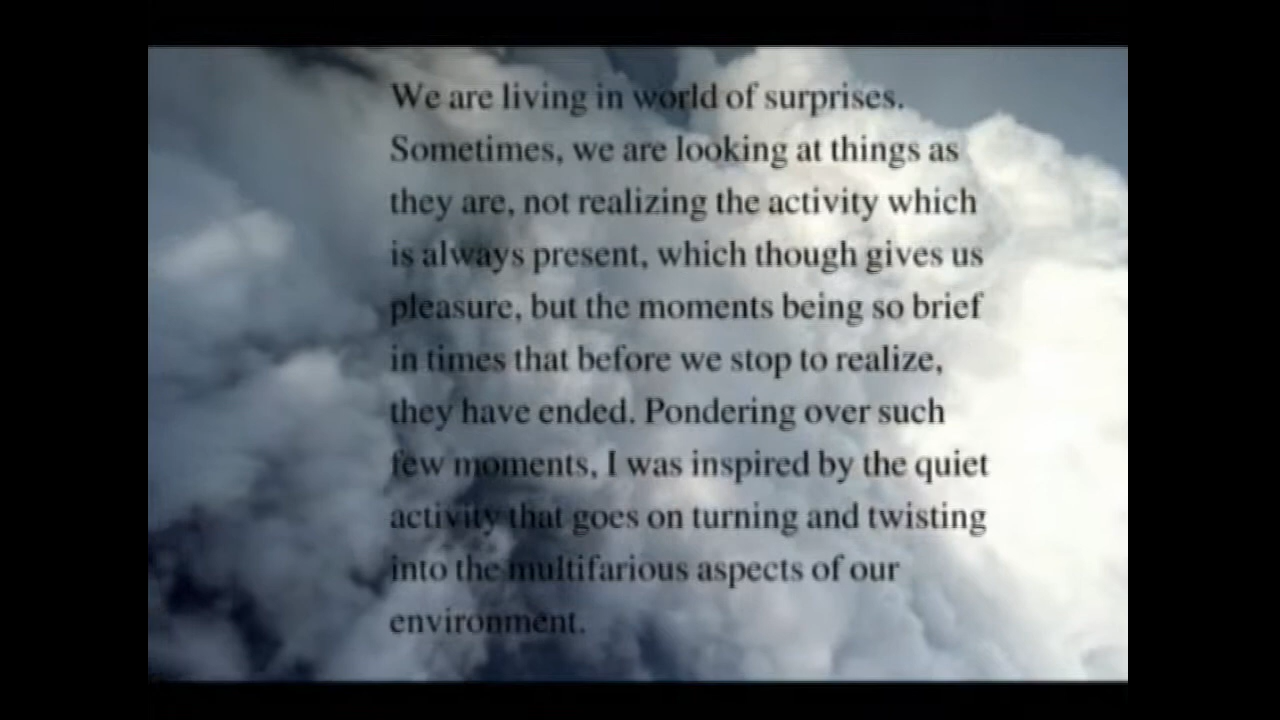 We are living in world of surprises.
Sometimes, we are looking at things as
they are, not realizing the activity which
is always present, which though gives us
pleasure, but the moments being so brief
in times that before we stop to realize,
they have ended. Pondering over such
few moments, I was inspired by the quiet
activity that goes on turning and twisting
into the multifarious aspects of our
environment.